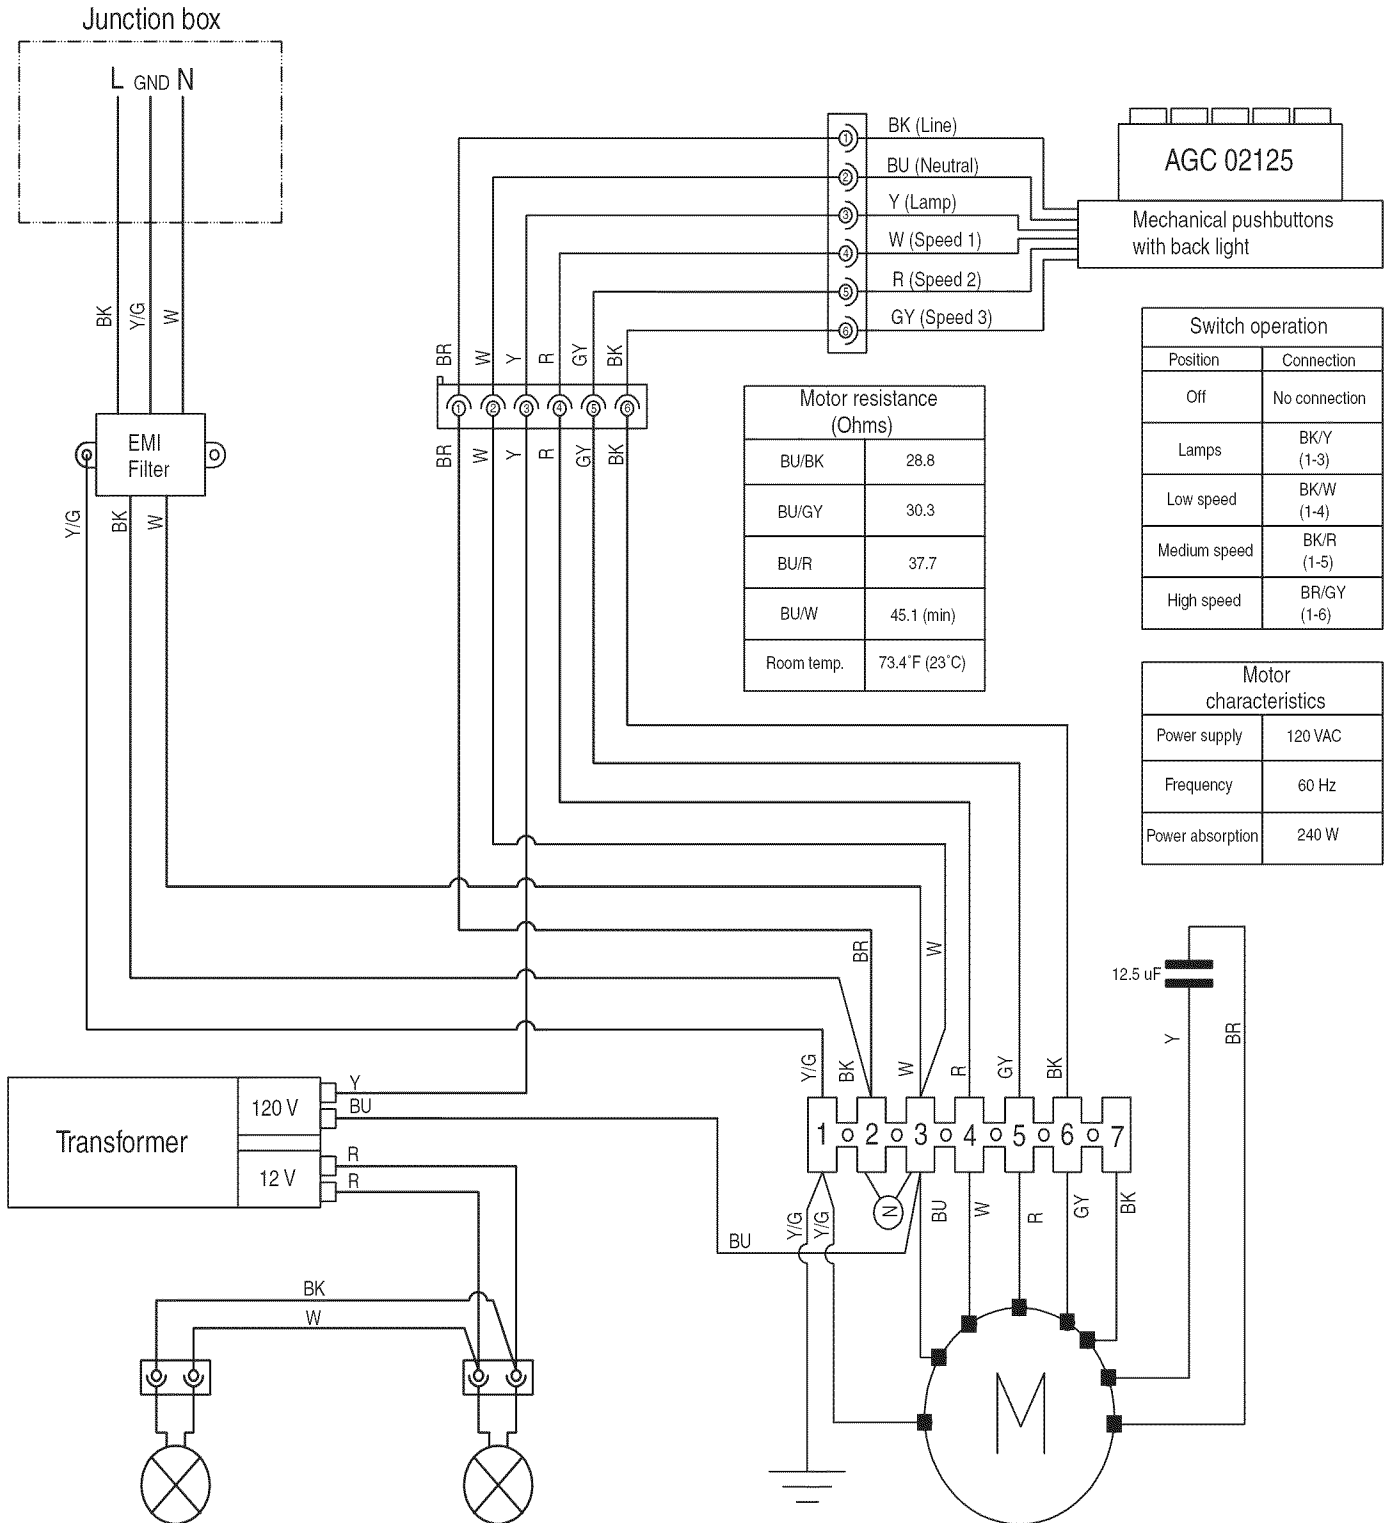 Junction box
L GND N
BK Y/G W
EMI
Filter
Y/G BK W
BK (Line)
BU (Neutral)
Y (Lamp)
W (Speed 1)
R (Speed 2)
GY (Speed 3)
1
2
3
4
5
6
AGC 02125
Mechanical pushbuttons
with back light
BR W Y R GY BK
1 2 3 4 5 6
BR W Y R GY BK
Motor resistance
(Ohms)
BU/BK 28.8
BU/GY 30.3
BU/R 37.7
BU/W 45.1 (min)
Room temp. 73.4˚F (23˚C)
Switch operation
Position Connection
Off No connection
Lamps BK/Y
(1-3)
Low speed BK/W
(1-4)
Medium speed BK/R
(1-5)
High speed BR/GY
(1-6)
Motor
characteristics
Power supply 120 VAC
Frequency 60 Hz
Power absorption 240 W
BR W
12.5 uF
Y BR
Y/G BK W R GY BK
1 2 3 4 5 6 7
Y/G Y/G N BU W R GY BK
BU
Transformer
120 V
12 V
Y
BU
R
R
BK
W
M